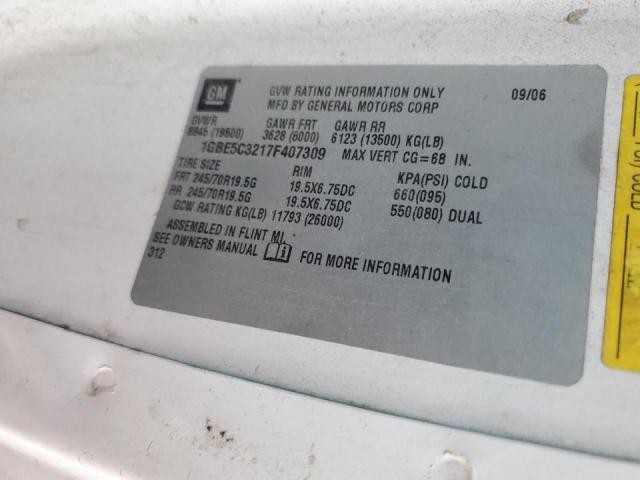 GM
GVW RATING INFORMATION ONLY 09/06
MFD BY GENERAL MOTORS CORP
GVWR GAWR FRT GAWR RR
8845 (19500) 3628 (8000) 6123 (13500) KG(LB)
1GBE5C3217F407309 MAX VERT CG=68 IN.
TIRE SIZE RIM KPA(PSI) COLD
FRT 245/70R19.5G 19.5X6.75DC 660(095)
RR 245/70R19.5G 19.5X6.75DC 550(080) DUAL
GCW RATING KG(LB) 11793 (26000)
ASSEMBLED IN FLINT MI
SEE OWNERS MANUAL FOR MORE INFORMATION
312
COLD